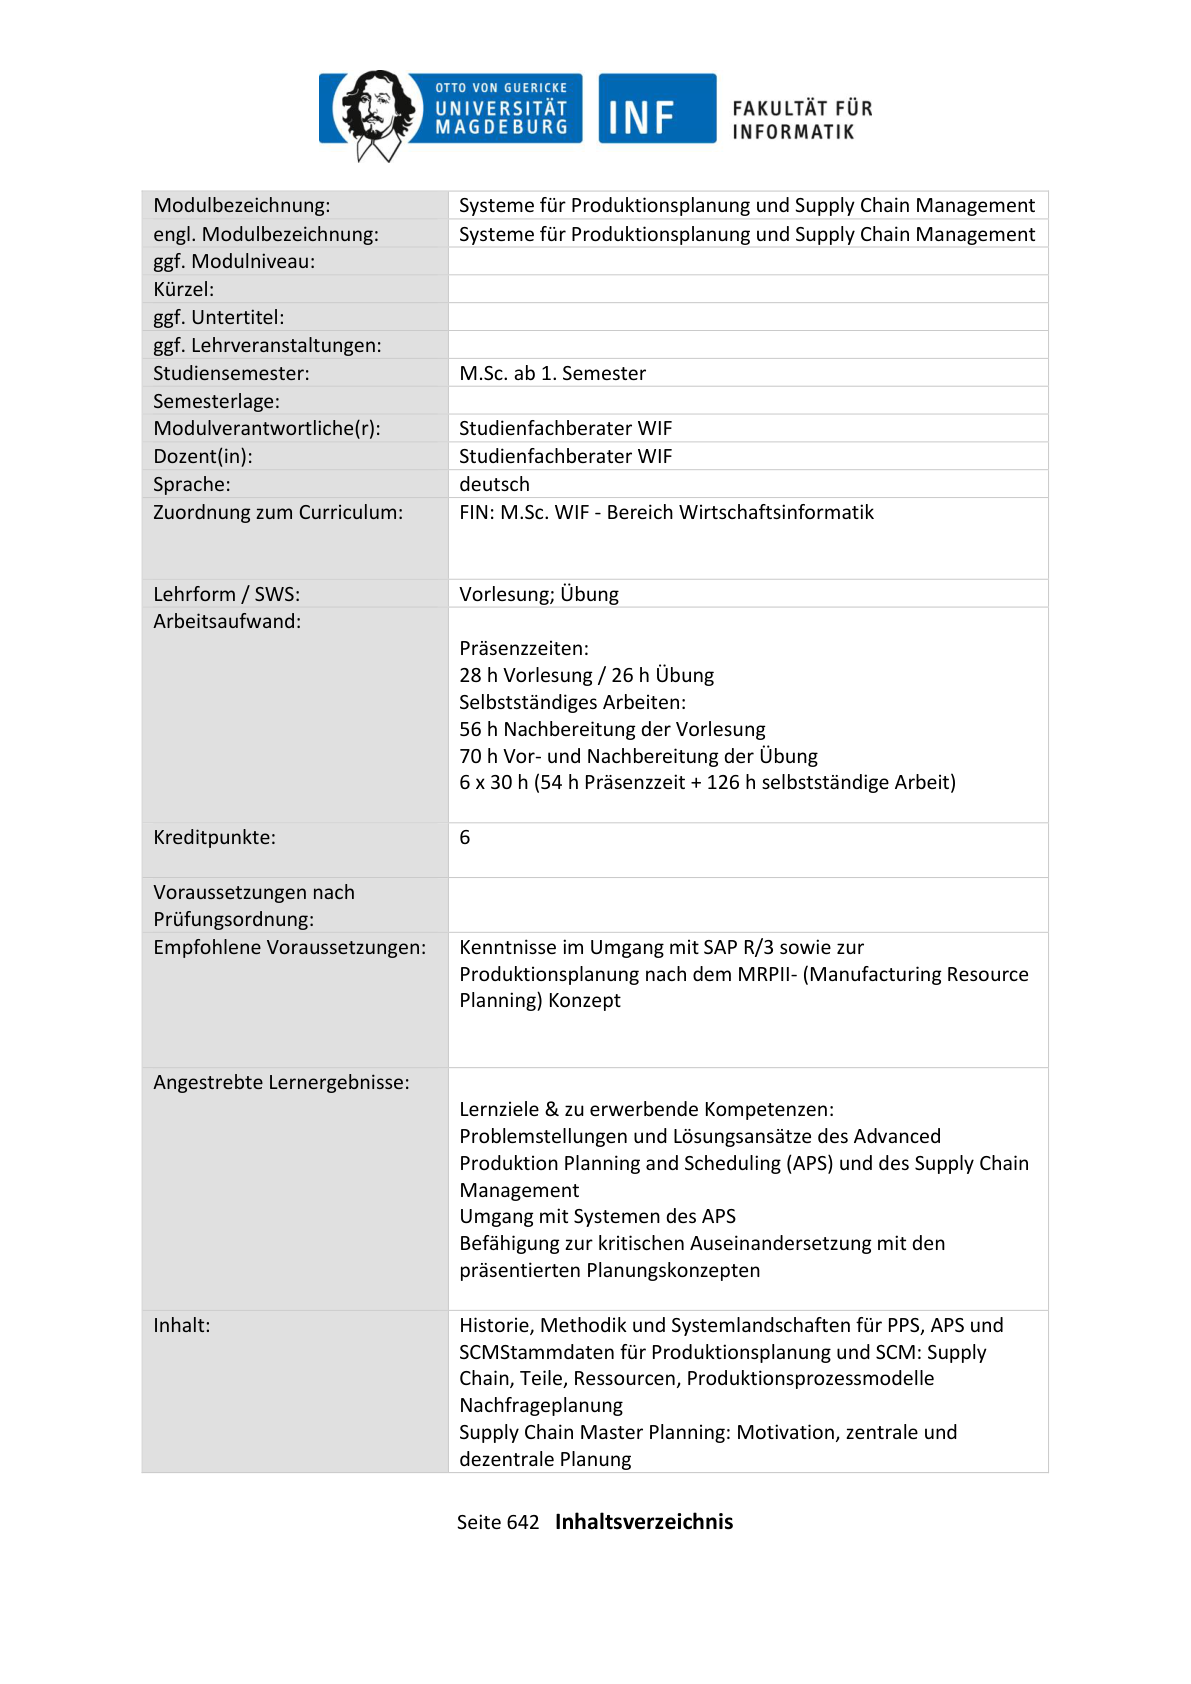 OTTO VON GUERICKE
UNIVERSITÄT
MAGDEBURG
INF
FAKULTÄT FÜR
INFORMATIK
Modulbezeichnung: Systeme für Produktionsplanung und Supply Chain Management
engl. Modulbezeichnung: Systeme für Produktionsplanung und Supply Chain Management
ggf. Modulniveau:
Kürzel:
ggf. Untertitel:
ggf. Lehrveranstaltungen:
Studiensemester: M.Sc. ab 1. Semester
Semesterlage:
Modulverantwortliche(r): Studienfachberater WIF
Dozent(in): Studienfachberater WIF
Sprache: deutsch
Zuordnung zum Curriculum: FIN: M.Sc. WIF - Bereich Wirtschaftsinformatik
Lehrform / SWS: Vorlesung; Übung
Arbeitsaufwand:
Präsenzzeiten:
28 h Vorlesung / 26 h Übung
Selbstständiges Arbeiten:
56 h Nachbereitung der Vorlesung
70 h Vor- und Nachbereitung der Übung
6 x 30 h (54 h Präsenzzeit + 126 h selbstständige Arbeit)
Kreditpunkte: 6
Voraussetzungen nach
Prüfungsordnung:
Empfohlene Voraussetzungen: Kenntnisse im Umgang mit SAP R/3 sowie zur
Produktionsplanung nach dem MRPII- (Manufacturing Resource
Planning) Konzept
Angestrebte Lernergebnisse:
Lernziele & zu erwerbende Kompetenzen:
Problemstellungen und Lösungsansätze des Advanced
Produktion Planning and Scheduling (APS) und des Supply Chain
Management
Umgang mit Systemen des APS
Befähigung zur kritischen Auseinandersetzung mit den
präsentierten Planungskonzepten
Inhalt: Historie, Methodik und Systemlandschaften für PPS, APS und
SCMStammdaten für Produktionsplanung und SCM: Supply
Chain, Teile, Ressourcen, Produktionsprozessmodelle
Nachfrageplanung
Supply Chain Master Planning: Motivation, zentrale und
dezentrale Planung
Seite 642 Inhaltsverzeichnis